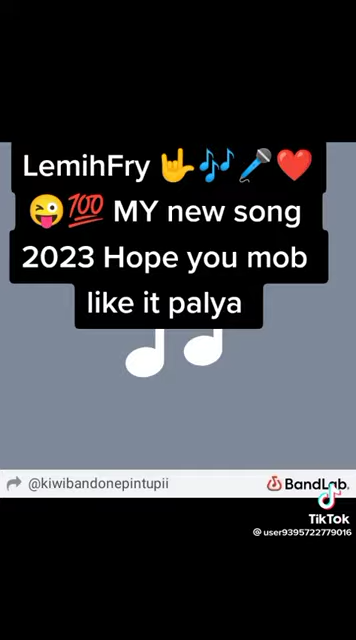 LemihFry 🤟🎶🎤❤️
😜💯 MY new song
2023 Hope you mob
like it palya
@kiwibandonepintupii
BandLab
TikTok
@user9395722779016